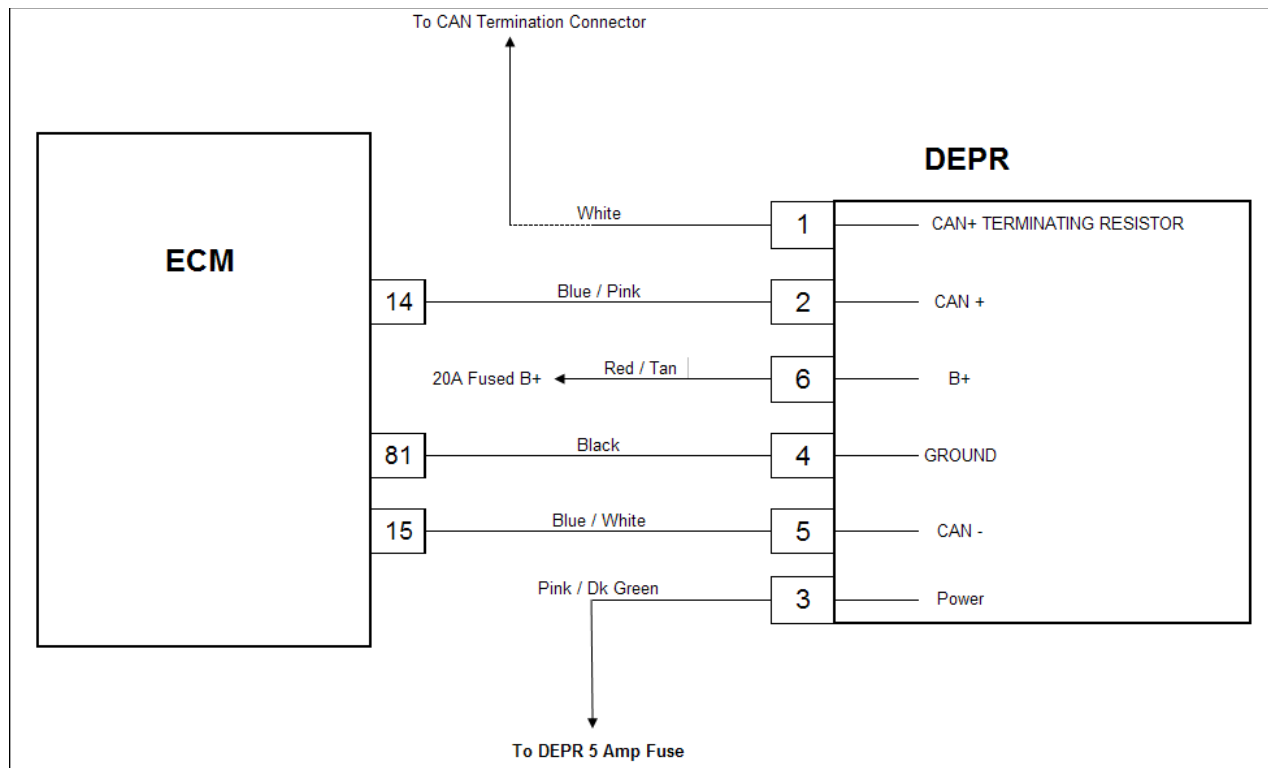 To CAN Termination Connector
DEPR
White
1
CAN+ TERMINATING RESISTOR
ECM
14
Blue / Pink
2
CAN +
20A Fused B+
Red / Tan
6
B+
81
Black
4
GROUND
15
Blue / White
5
CAN -
Pink / Dk Green
3
Power
To DEPR 5 Amp Fuse